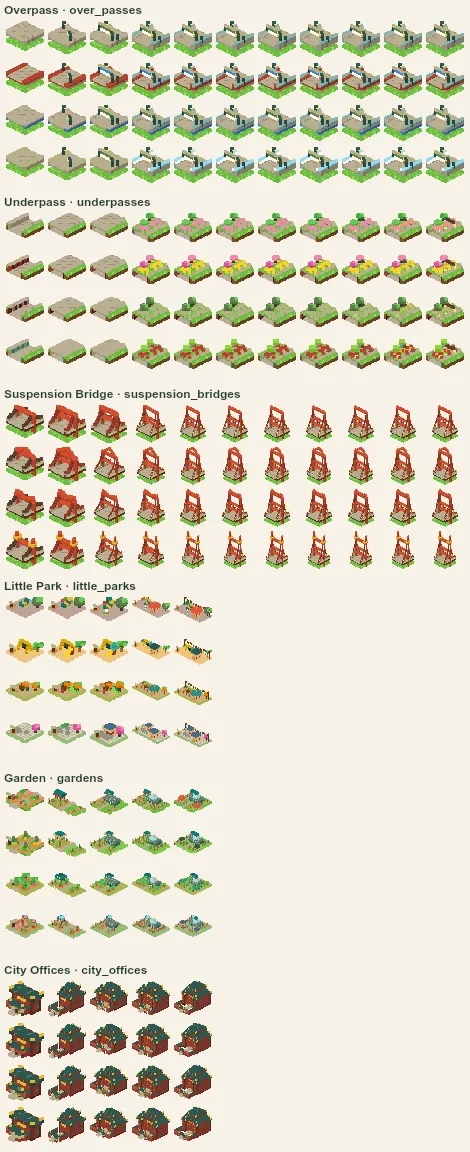 Overpass · over_passes
Underpass · underpasses
Suspension Bridge · suspension_bridges
Little Park · little_parks
Garden · gardens
City Offices · city_offices